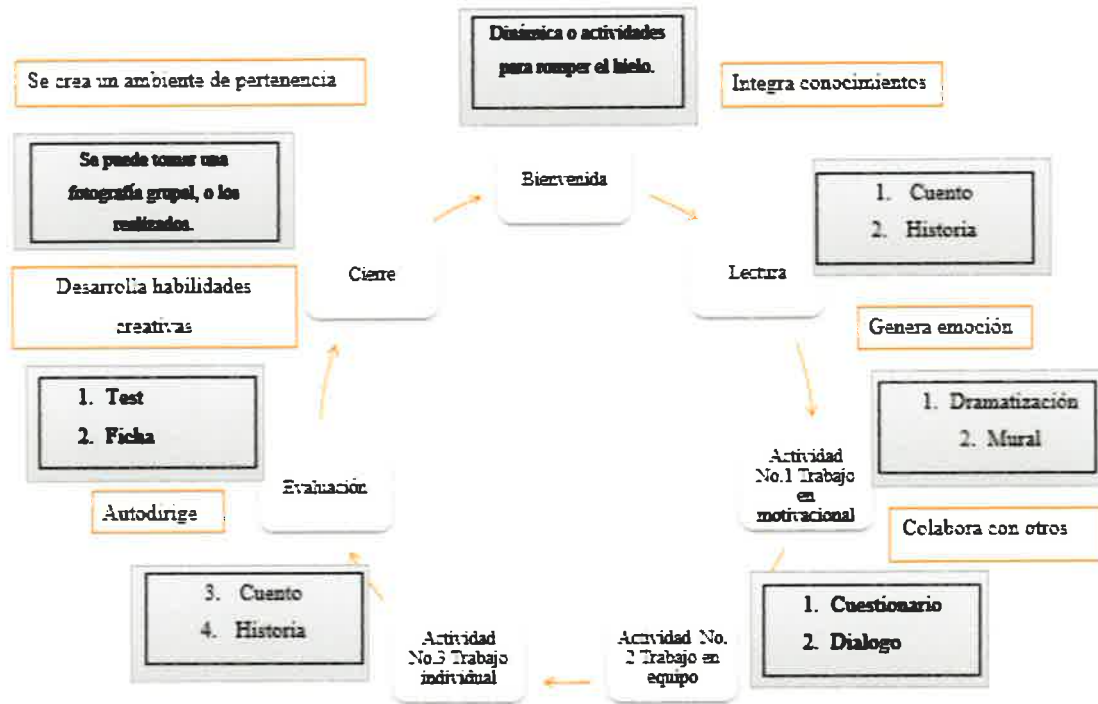 Dinámica o actividades
para romper el hielo.
Se crea un ambiente de pertenencia
Integra conocimientos
Se puede tomar una
fotografía grupal, o los
realizados.
Bienvenida
1. Cuento
2. Historia
Cierre
Lectura
Desarrolla habilidades
creativas
Genera emoción
1. Test
2. Ficha
1. Dramatización
2. Mural
Evaluación
Actividad
No.1 Trabajo
en
motivacional
Autodirige
Colabora con otros
3. Cuento
4. Historia
1. Cuestionario
2. Dialogo
Actividad
No.3 Trabajo
individual
Actividad No.
2 Trabajo en
equipo